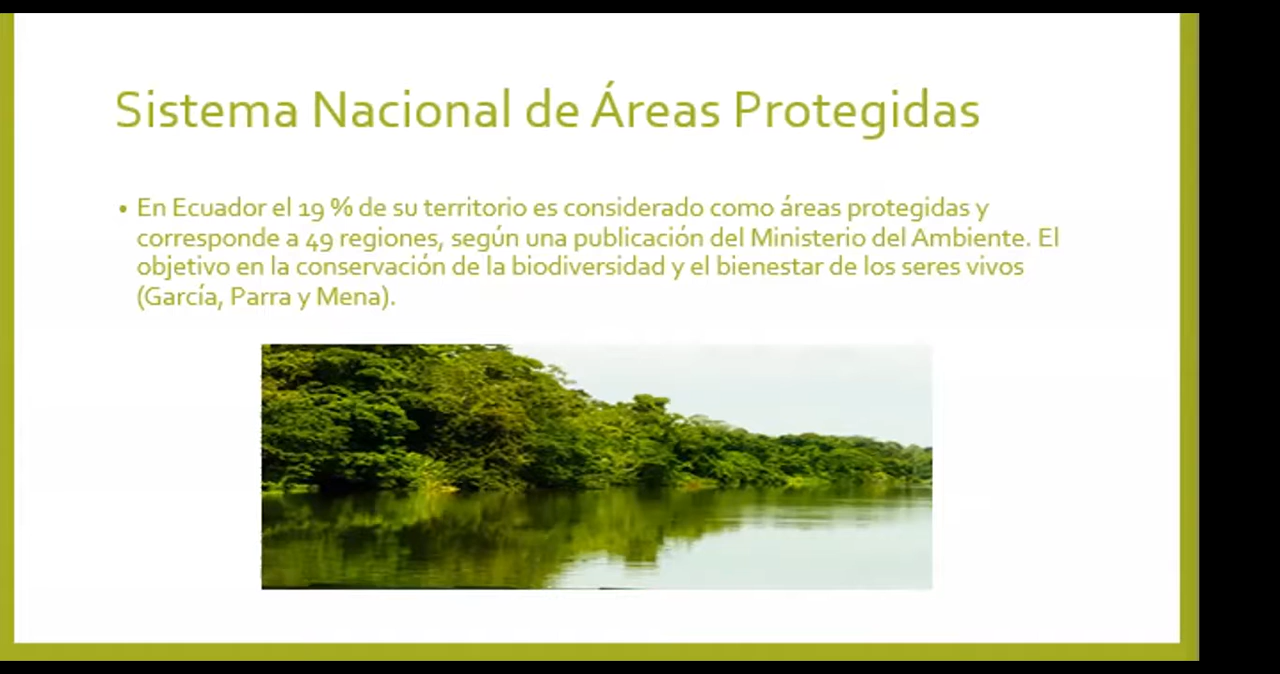 Sistema Nacional de Áreas Protegidas
• En Ecuador el 19 % de su territorio es considerado como áreas protegidas y
corresponde a 49 regiones, según una publicación del Ministerio del Ambiente. El
objetivo en la conservación de la biodiversidad y el bienestar de los seres vivos
(García, Parra y Mena).